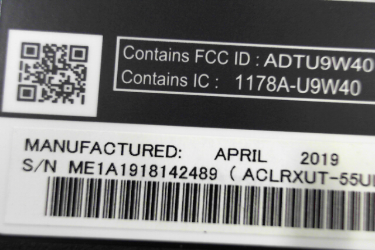 Contains FCC ID : ADTU9W40
Contains IC : 1178A-U9W40
MANUFACTURED: APRIL 2019
S/N ME1A1918142489 ( ACLRXUT-55U